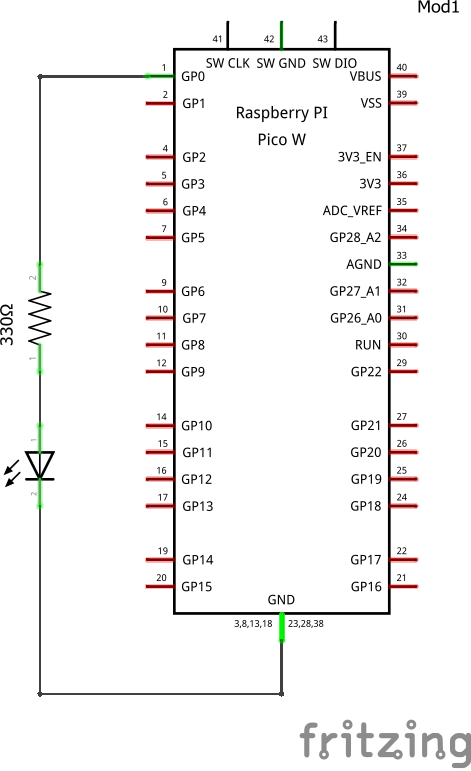 Mod1
41 42 43
SW CLK SW GND SW DIO
1 GP0 VBUS 40
2 GP1 VSS 39
Raspberry PI
Pico W
4 GP2 3V3_EN 37
5 GP3 3V3 36
6 GP4 ADC_VREF 35
7 GP5 GP28_A2 34
AGND 33
2
9 GP6 GP27_A1 32
330Ω
10 GP7 GP26_A0 31
11 GP8 RUN 30
1
12 GP9 GP22 29
14 GP10 GP21 27
1
15 GP11 GP20 26
16 GP12 GP19 25
2
17 GP13 GP18 24
19 GP14 GP17 22
20 GP15 GP16 21
GND
3,8,13,18 23,28,38
fritzing